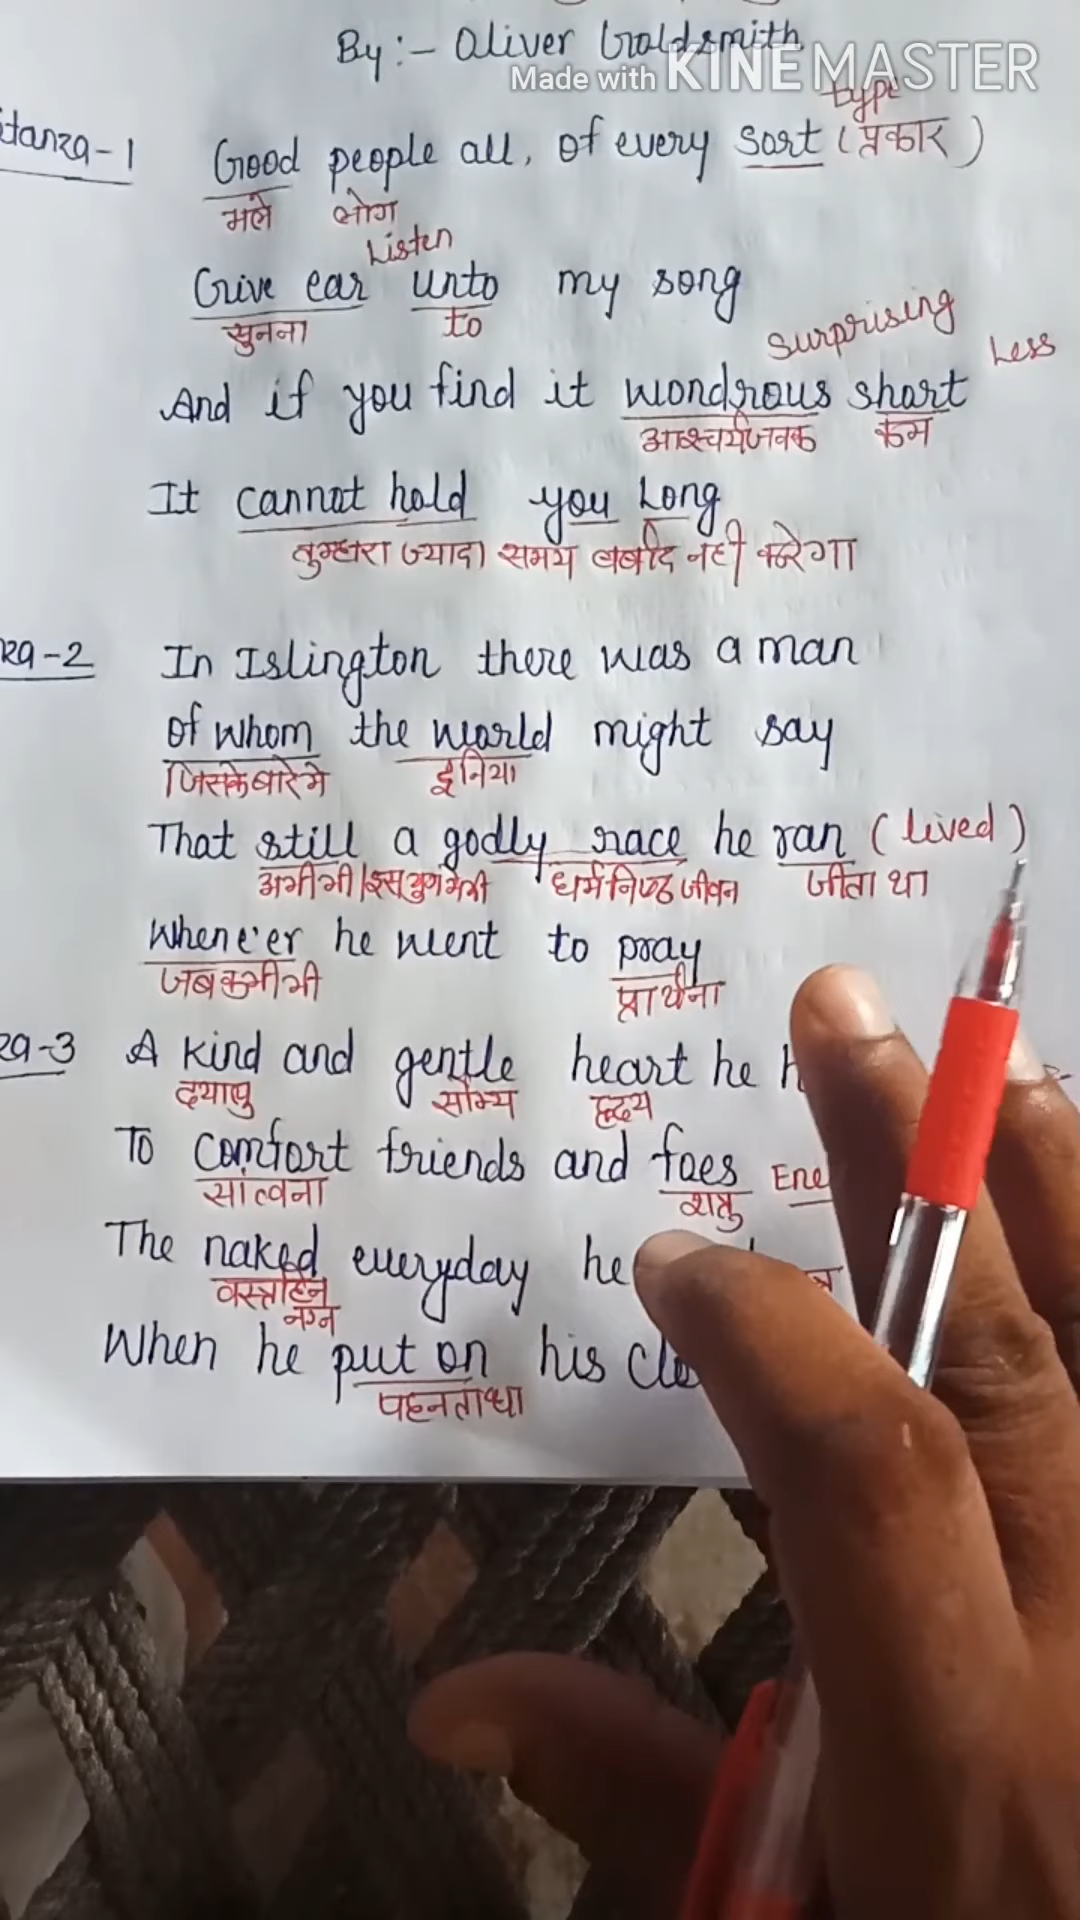 By:- Oliver Goldsmith
Made with KINEMASTER
type
Stanza-1 Good people all, of every sort (प्रकार)
भले लोग
Listen
Give ear unto my song
सुनना to
Surprising Less
And if you find it wondrous short
आश्चर्यजनक कम
It cannot hold you Long
तुम्हारा ज्यादा समय बर्बाद नही करेगा
za-2 In Islington there was a man
Of whom the world might say
जिसके बारे मे दुनिया
That still a godly race he ran (lived)
अभी भी/इस युग मे भी धर्मनिष्ठ जीवन जीता था
Whene'er he went to pray
जब कभी भी प्रार्थना
za-3 A kind and gentle heart he h
दयालु सौम्य हृदय
To comfort friends and foes Ene
सांत्वना शत्रु
The naked everyday he
वस्त्रहिन
नग्न
When he put on his clo
पहनता था